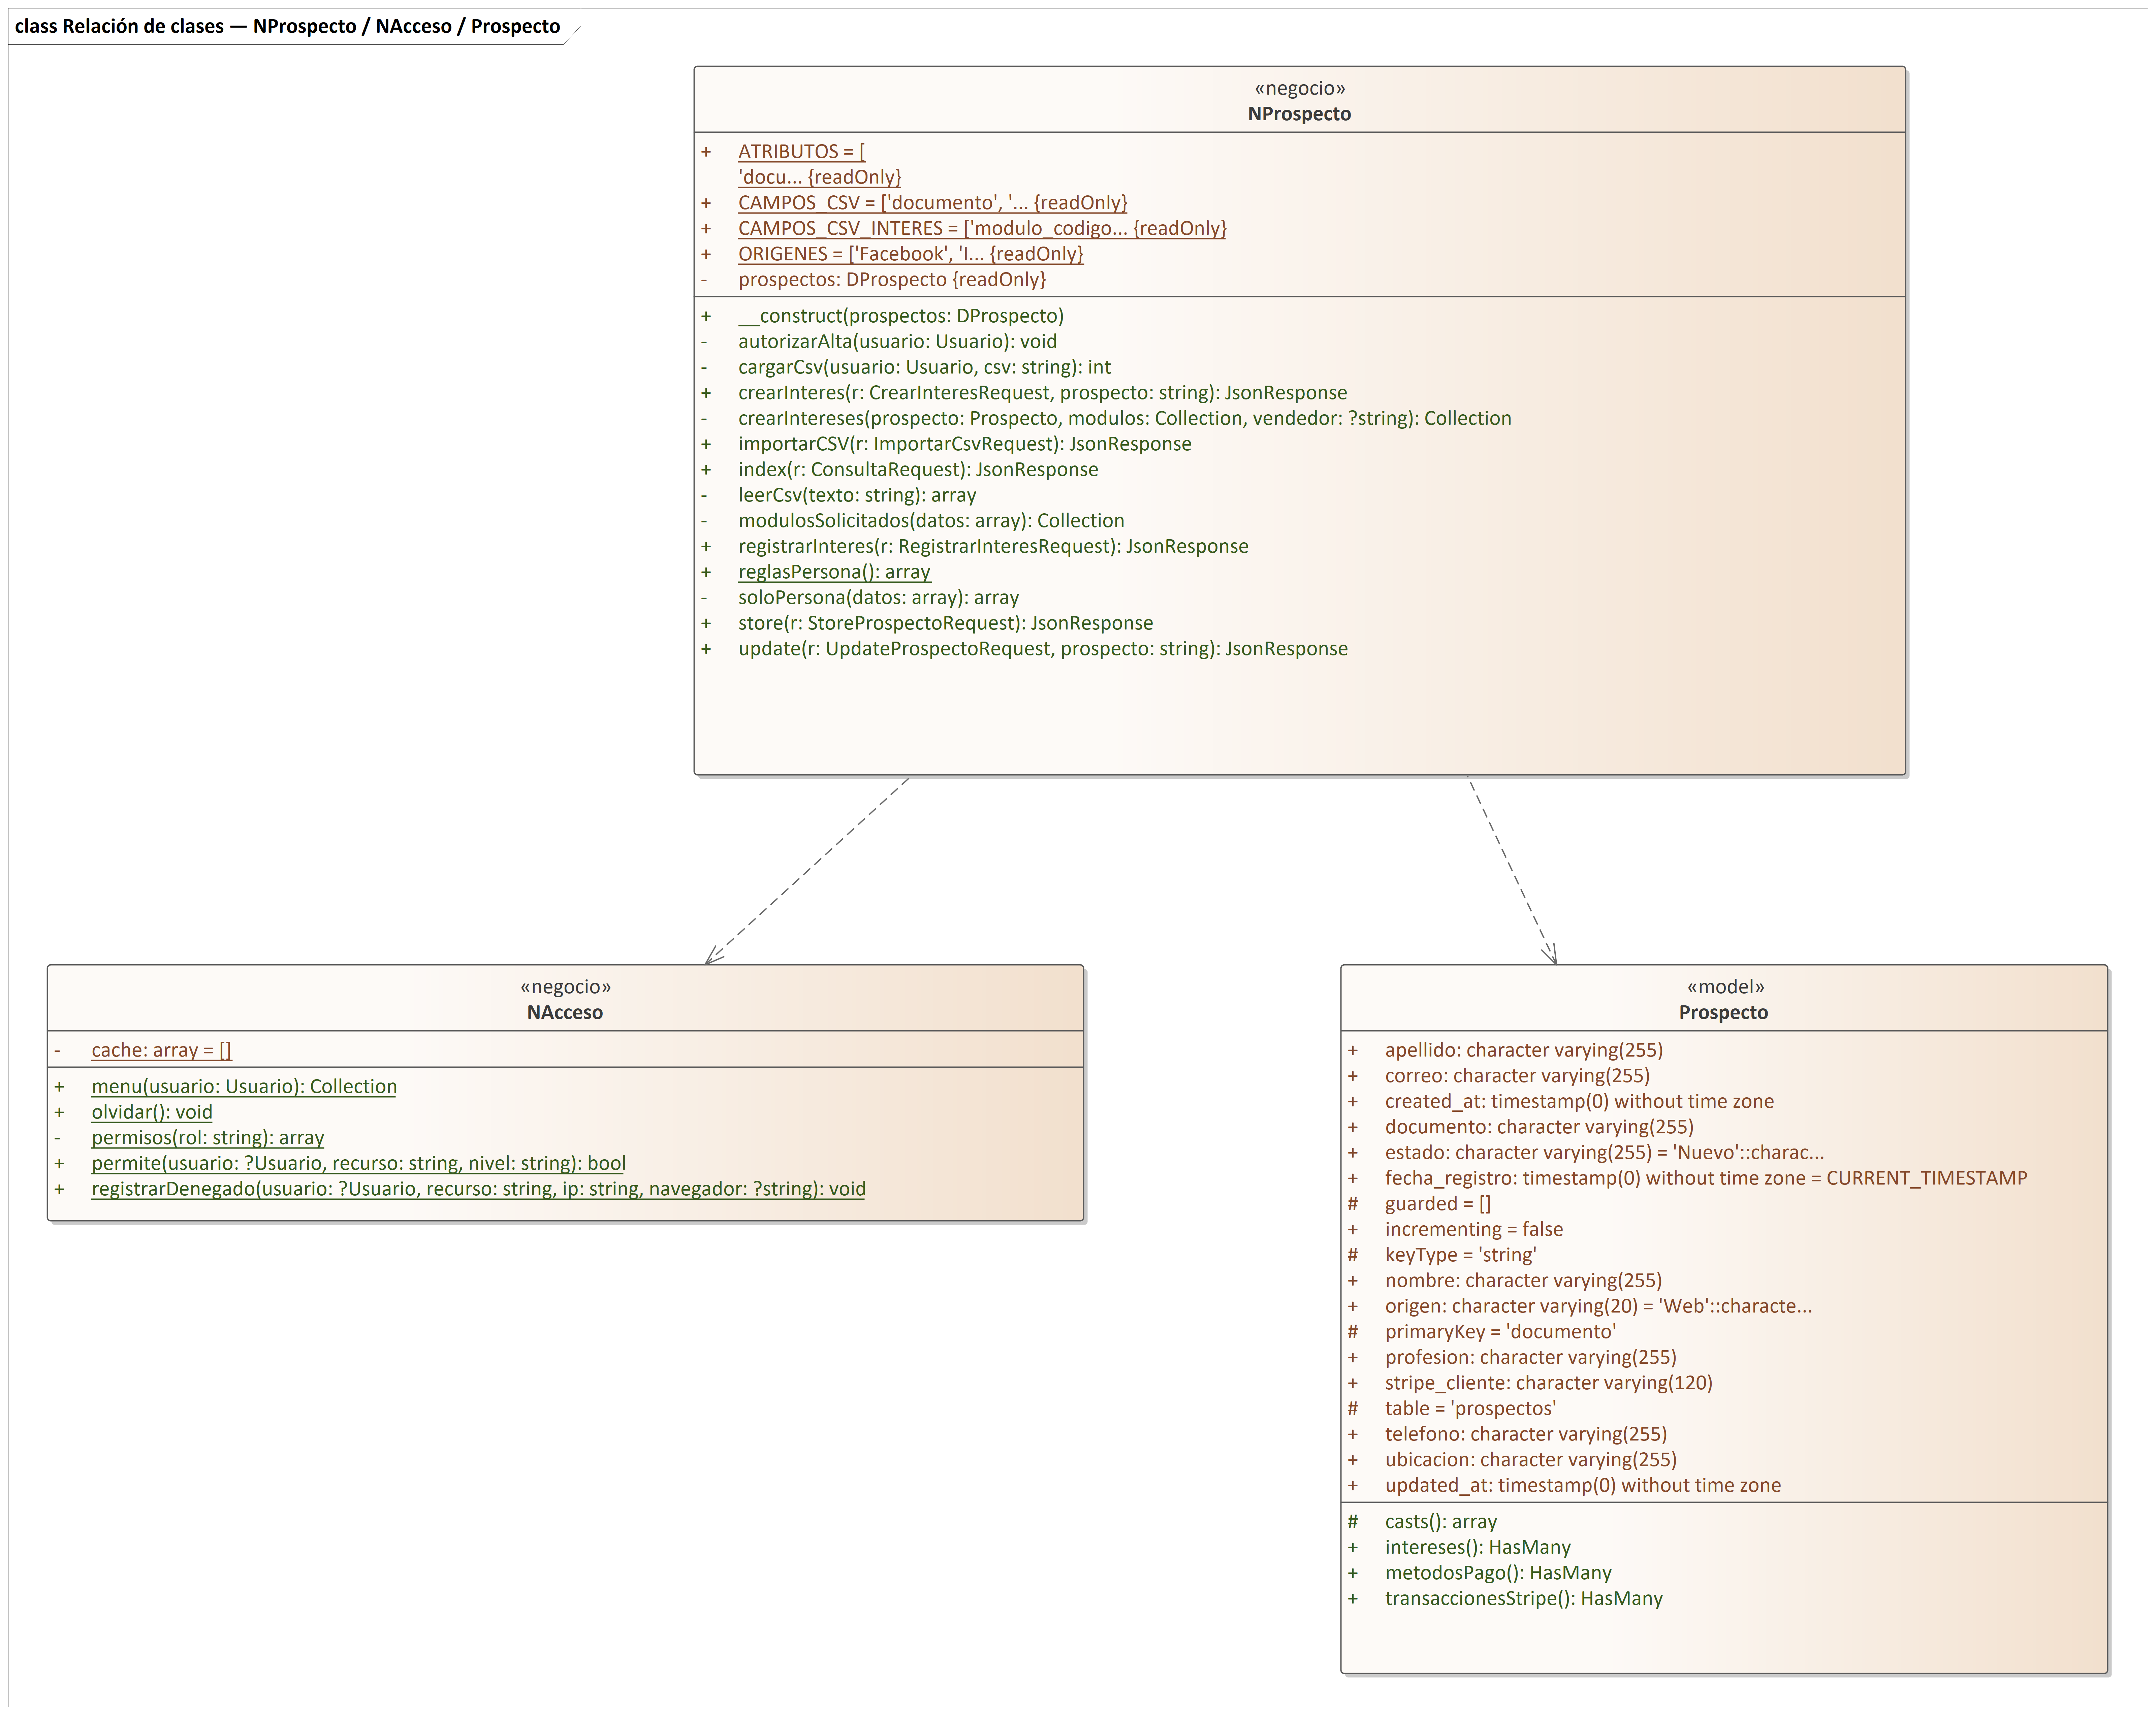 class Relación de clases — NProspecto / NAcceso / Prospecto
«negocio»
NProspecto
+ ATRIBUTOS = [
'docu... {readOnly}
+ CAMPOS_CSV = ['documento', '... {readOnly}
+ CAMPOS_CSV_INTERES = ['modulo_codigo... {readOnly}
+ ORIGENES = ['Facebook', 'I... {readOnly}
- prospectos: DProspecto {readOnly}
+ __construct(prospectos: DProspecto)
- autorizarAlta(usuario: Usuario): void
- cargarCsv(usuario: Usuario, csv: string): int
+ crearInteres(r: CrearInteresRequest, prospecto: string): JsonResponse
- crearIntereses(prospecto: Prospecto, modulos: Collection, vendedor: ?string): Collection
+ importarCSV(r: ImportarCsvRequest): JsonResponse
+ index(r: ConsultaRequest): JsonResponse
- leerCsv(texto: string): array
- modulosSolicitados(datos: array): Collection
+ registrarInteres(r: RegistrarInteresRequest): JsonResponse
+ reglasPersona(): array
- soloPersona(datos: array): array
+ store(r: StoreProspectoRequest): JsonResponse
+ update(r: UpdateProspectoRequest, prospecto: string): JsonResponse
«negocio»
NAcceso
- cache: array = []
+ menu(usuario: Usuario): Collection
+ olvidar(): void
- permisos(rol: string): array
+ permite(usuario: ?Usuario, recurso: string, nivel: string): bool
+ registrarDenegado(usuario: ?Usuario, recurso: string, ip: string, navegador: ?string): void
«model»
Prospecto
+ apellido: character varying(255)
+ correo: character varying(255)
+ created_at: timestamp(0) without time zone
+ documento: character varying(255)
+ estado: character varying(255) = 'Nuevo'::charac...
+ fecha_registro: timestamp(0) without time zone = CURRENT_TIMESTAMP
# guarded = []
+ incrementing = false
# keyType = 'string'
+ nombre: character varying(255)
+ origen: character varying(20) = 'Web'::characte...
# primaryKey = 'documento'
+ profesion: character varying(255)
+ stripe_cliente: character varying(120)
# table = 'prospectos'
+ telefono: character varying(255)
+ ubicacion: character varying(255)
+ updated_at: timestamp(0) without time zone
# casts(): array
+ intereses(): HasMany
+ metodosPago(): HasMany
+ transaccionesStripe(): HasMany